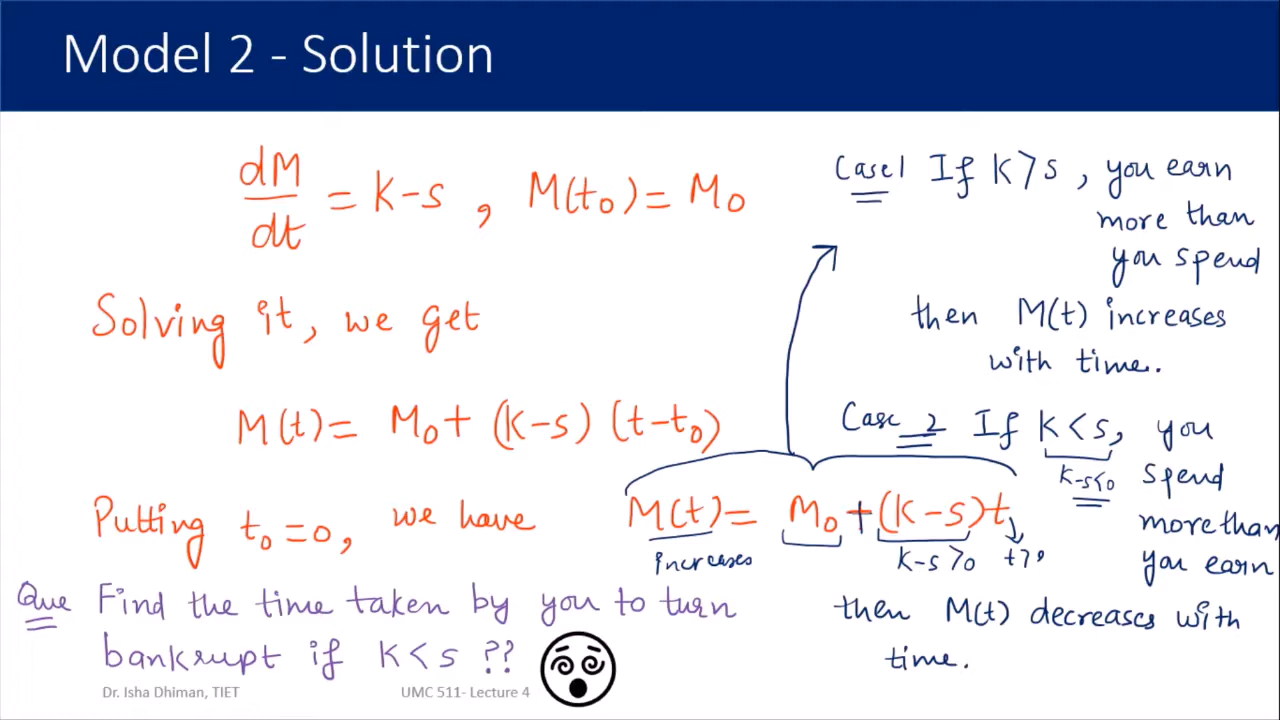 Model 2 - Solution
dM/dt = K-s , M(t₀) = M₀
Solving it, we get
M(t) = M₀ + (K-s) (t-t₀)
Putting t₀ = 0, we have M(t) = M₀ + (K-s)t
increases K-s>0 t>0
Que Find the time taken by you to turn
bankrupt if K < s ??
Case 1 If K>s , you earn
more than
you spend
then M(t) increases
with time.
Case 2 If K<s, you
K-s<0 spend
more than
you earn
then M(t) decreases with
time.
Dr. Isha Dhiman, TIET
UMC 511- Lecture 4